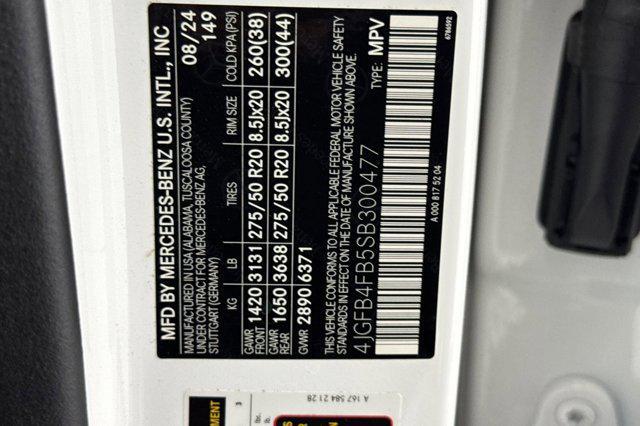 MFD BY MERCEDES-BENZ U.S. INTL., INC
MANUFACTURED IN USA (ALABAMA, TUSCALOOSA COUNTY)
UNDER CONTRACT FOR MERCEDES-BENZ AG,
STUTTGART (GERMANY)
08/24
149
KG LB TIRES RIM SIZE COLD KPA(PSI)
GAWR FRONT 1420 3131 275/50 R20 8.5Jx20 260(38)
GAWR REAR 1650 3638 275/50 R20 8.5Jx20 300(44)
GVWR 2890 6371
THIS VEHICLE CONFORMS TO ALL APPLICABLE FEDERAL MOTOR VEHICLE SAFETY
STANDARDS IN EFFECT ON THE DATE OF MANUFACTURE SHOWN ABOVE.
4JGFB4FB5SB300477 TYPE: MPV
A 000 817 52 04
6786592
A 167 584 21 28
3
lbs.
lb.